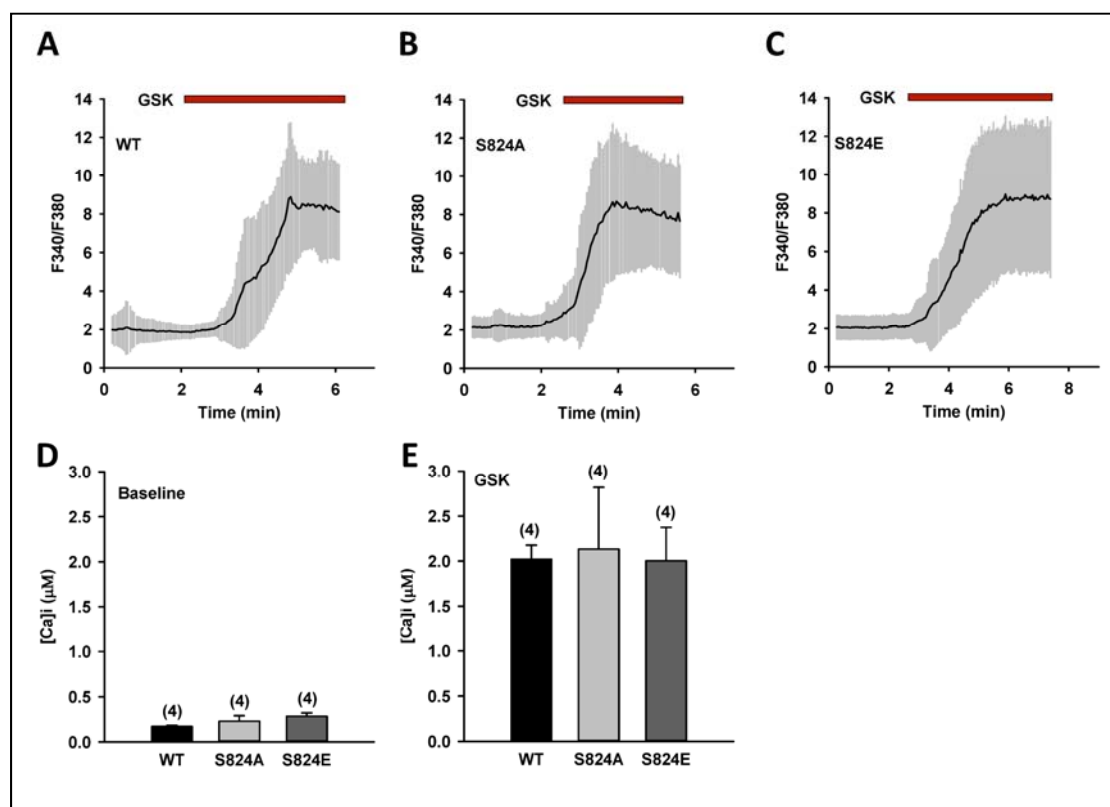 A
GSK
14
12
10
8
6
4
2
0
F340/F380
WT
0 2 4 6
Time (min)
B
GSK
14
12
10
8
6
4
2
0
F340/F380
S824A
0 2 4 6
Time (min)
C
GSK
14
12
10
8
6
4
2
0
F340/F380
S824E
0 2 4 6 8
Time (min)
D
3.0
2.5
2.0
1.5
1.0
0.5
0.0
[Ca]i (μM)
Baseline
(4) (4) (4)
WT S824A S824E
E
3.0
2.5
2.0
1.5
1.0
0.5
0.0
[Ca]i (μM)
GSK
(4) (4) (4)
WT S824A S824E